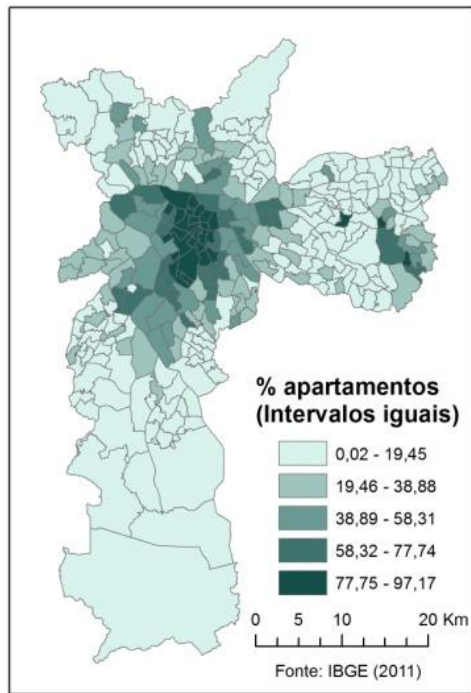 % apartamentos
(Intervalos iguais)
0,02 - 19,45
19,46 - 38,88
38,89 - 58,31
58,32 - 77,74
77,75 - 97,17
0 5 10 20 Km
Fonte: IBGE (2011)